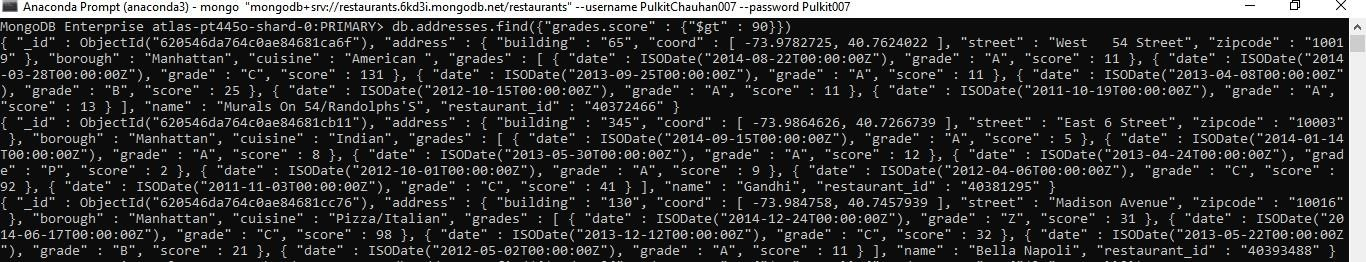 Anaconda Prompt (anaconda3) - mongo "mongodb+srv://restaurants.6kd3i.mongodb.net/restaurants" --username PulkitChauhan007 --password Pulkit007
MongoDB Enterprise atlas-pt445o-shard-0:PRIMARY> db.addresses.find({"grades.score" : {"$gt" : 90}})
{ "_id" : ObjectId("620546da764c0ae84681ca6f"), "address" : { "building" : "65", "coord" : [ -73.9782725, 40.7624022 ], "street" : "West   54 Street", "zipcode" : "1001
9" }, "borough" : "Manhattan", "cuisine" : "American ", "grades" : [ { "date" : ISODate("2014-08-22T00:00:00Z"), "grade" : "A", "score" : 11 }, { "date" : ISODate("2014
-03-28T00:00:00Z"), "grade" : "C", "score" : 131 }, { "date" : ISODate("2013-09-25T00:00:00Z"), "grade" : "A", "score" : 11 }, { "date" : ISODate("2013-04-08T00:00:00Z"
), "grade" : "B", "score" : 25 }, { "date" : ISODate("2012-10-15T00:00:00Z"), "grade" : "A", "score" : 11 }, { "date" : ISODate("2011-10-19T00:00:00Z"), "grade" : "A",
"score" : 13 } ], "name" : "Murals On 54/Randolphs'S", "restaurant_id" : "40372466" }
{ "_id" : ObjectId("620546da764c0ae84681cb11"), "address" : { "building" : "345", "coord" : [ -73.9864626, 40.7266739 ], "street" : "East 6 Street", "zipcode" : "10003"
 }, "borough" : "Manhattan", "cuisine" : "Indian", "grades" : [ { "date" : ISODate("2014-09-15T00:00:00Z"), "grade" : "A", "score" : 5 }, { "date" : ISODate("2014-01-14
T00:00:00Z"), "grade" : "A", "score" : 8 }, { "date" : ISODate("2013-05-30T00:00:00Z"), "grade" : "A", "score" : 12 }, { "date" : ISODate("2013-04-24T00:00:00Z"), "grad
e" : "P", "score" : 2 }, { "date" : ISODate("2012-10-01T00:00:00Z"), "grade" : "A", "score" : 9 }, { "date" : ISODate("2012-04-06T00:00:00Z"), "grade" : "C", "score" :
92 }, { "date" : ISODate("2011-11-03T00:00:00Z"), "grade" : "C", "score" : 41 } ], "name" : "Gandhi", "restaurant_id" : "40381295" }
{ "_id" : ObjectId("620546da764c0ae84681cc76"), "address" : { "building" : "130", "coord" : [ -73.984758, 40.7457939 ], "street" : "Madison Avenue", "zipcode" : "10016"
 }, "borough" : "Manhattan", "cuisine" : "Pizza/Italian", "grades" : [ { "date" : ISODate("2014-12-24T00:00:00Z"), "grade" : "Z", "score" : 31 }, { "date" : ISODate("20
14-06-17T00:00:00Z"), "grade" : "C", "score" : 98 }, { "date" : ISODate("2013-12-12T00:00:00Z"), "grade" : "C", "score" : 32 }, { "date" : ISODate("2013-05-22T00:00:00Z
"), "grade" : "B", "score" : 21 }, { "date" : ISODate("2012-05-02T00:00:00Z"), "grade" : "A", "score" : 11 } ], "name" : "Bella Napoli", "restaurant_id" : "40393488" }